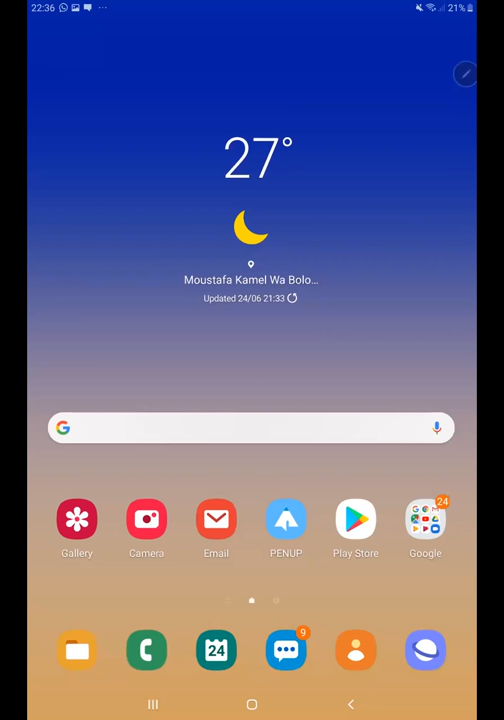 22:36
21%
27°
Moustafa Kamel Wa Bolo...
Updated 24/06 21:33
24
Gallery
Camera
Email
PENUP
Play Store
Google
24
9